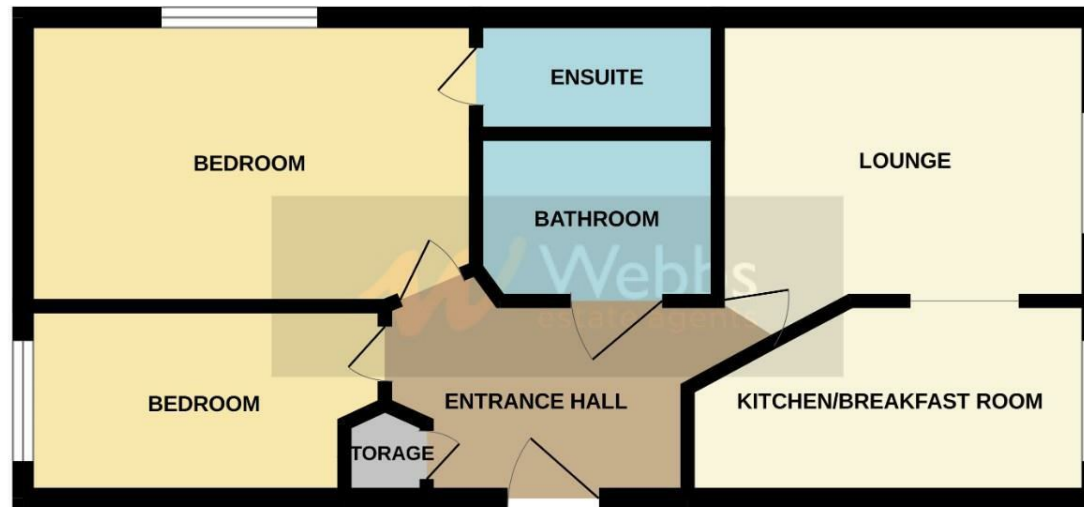 ENSUITE
BEDROOM
LOUNGE
BATHROOM
Webbs
estate agents
BEDROOM
ENTRANCE HALL
KITCHEN/BREAKFAST ROOM
TORAGE